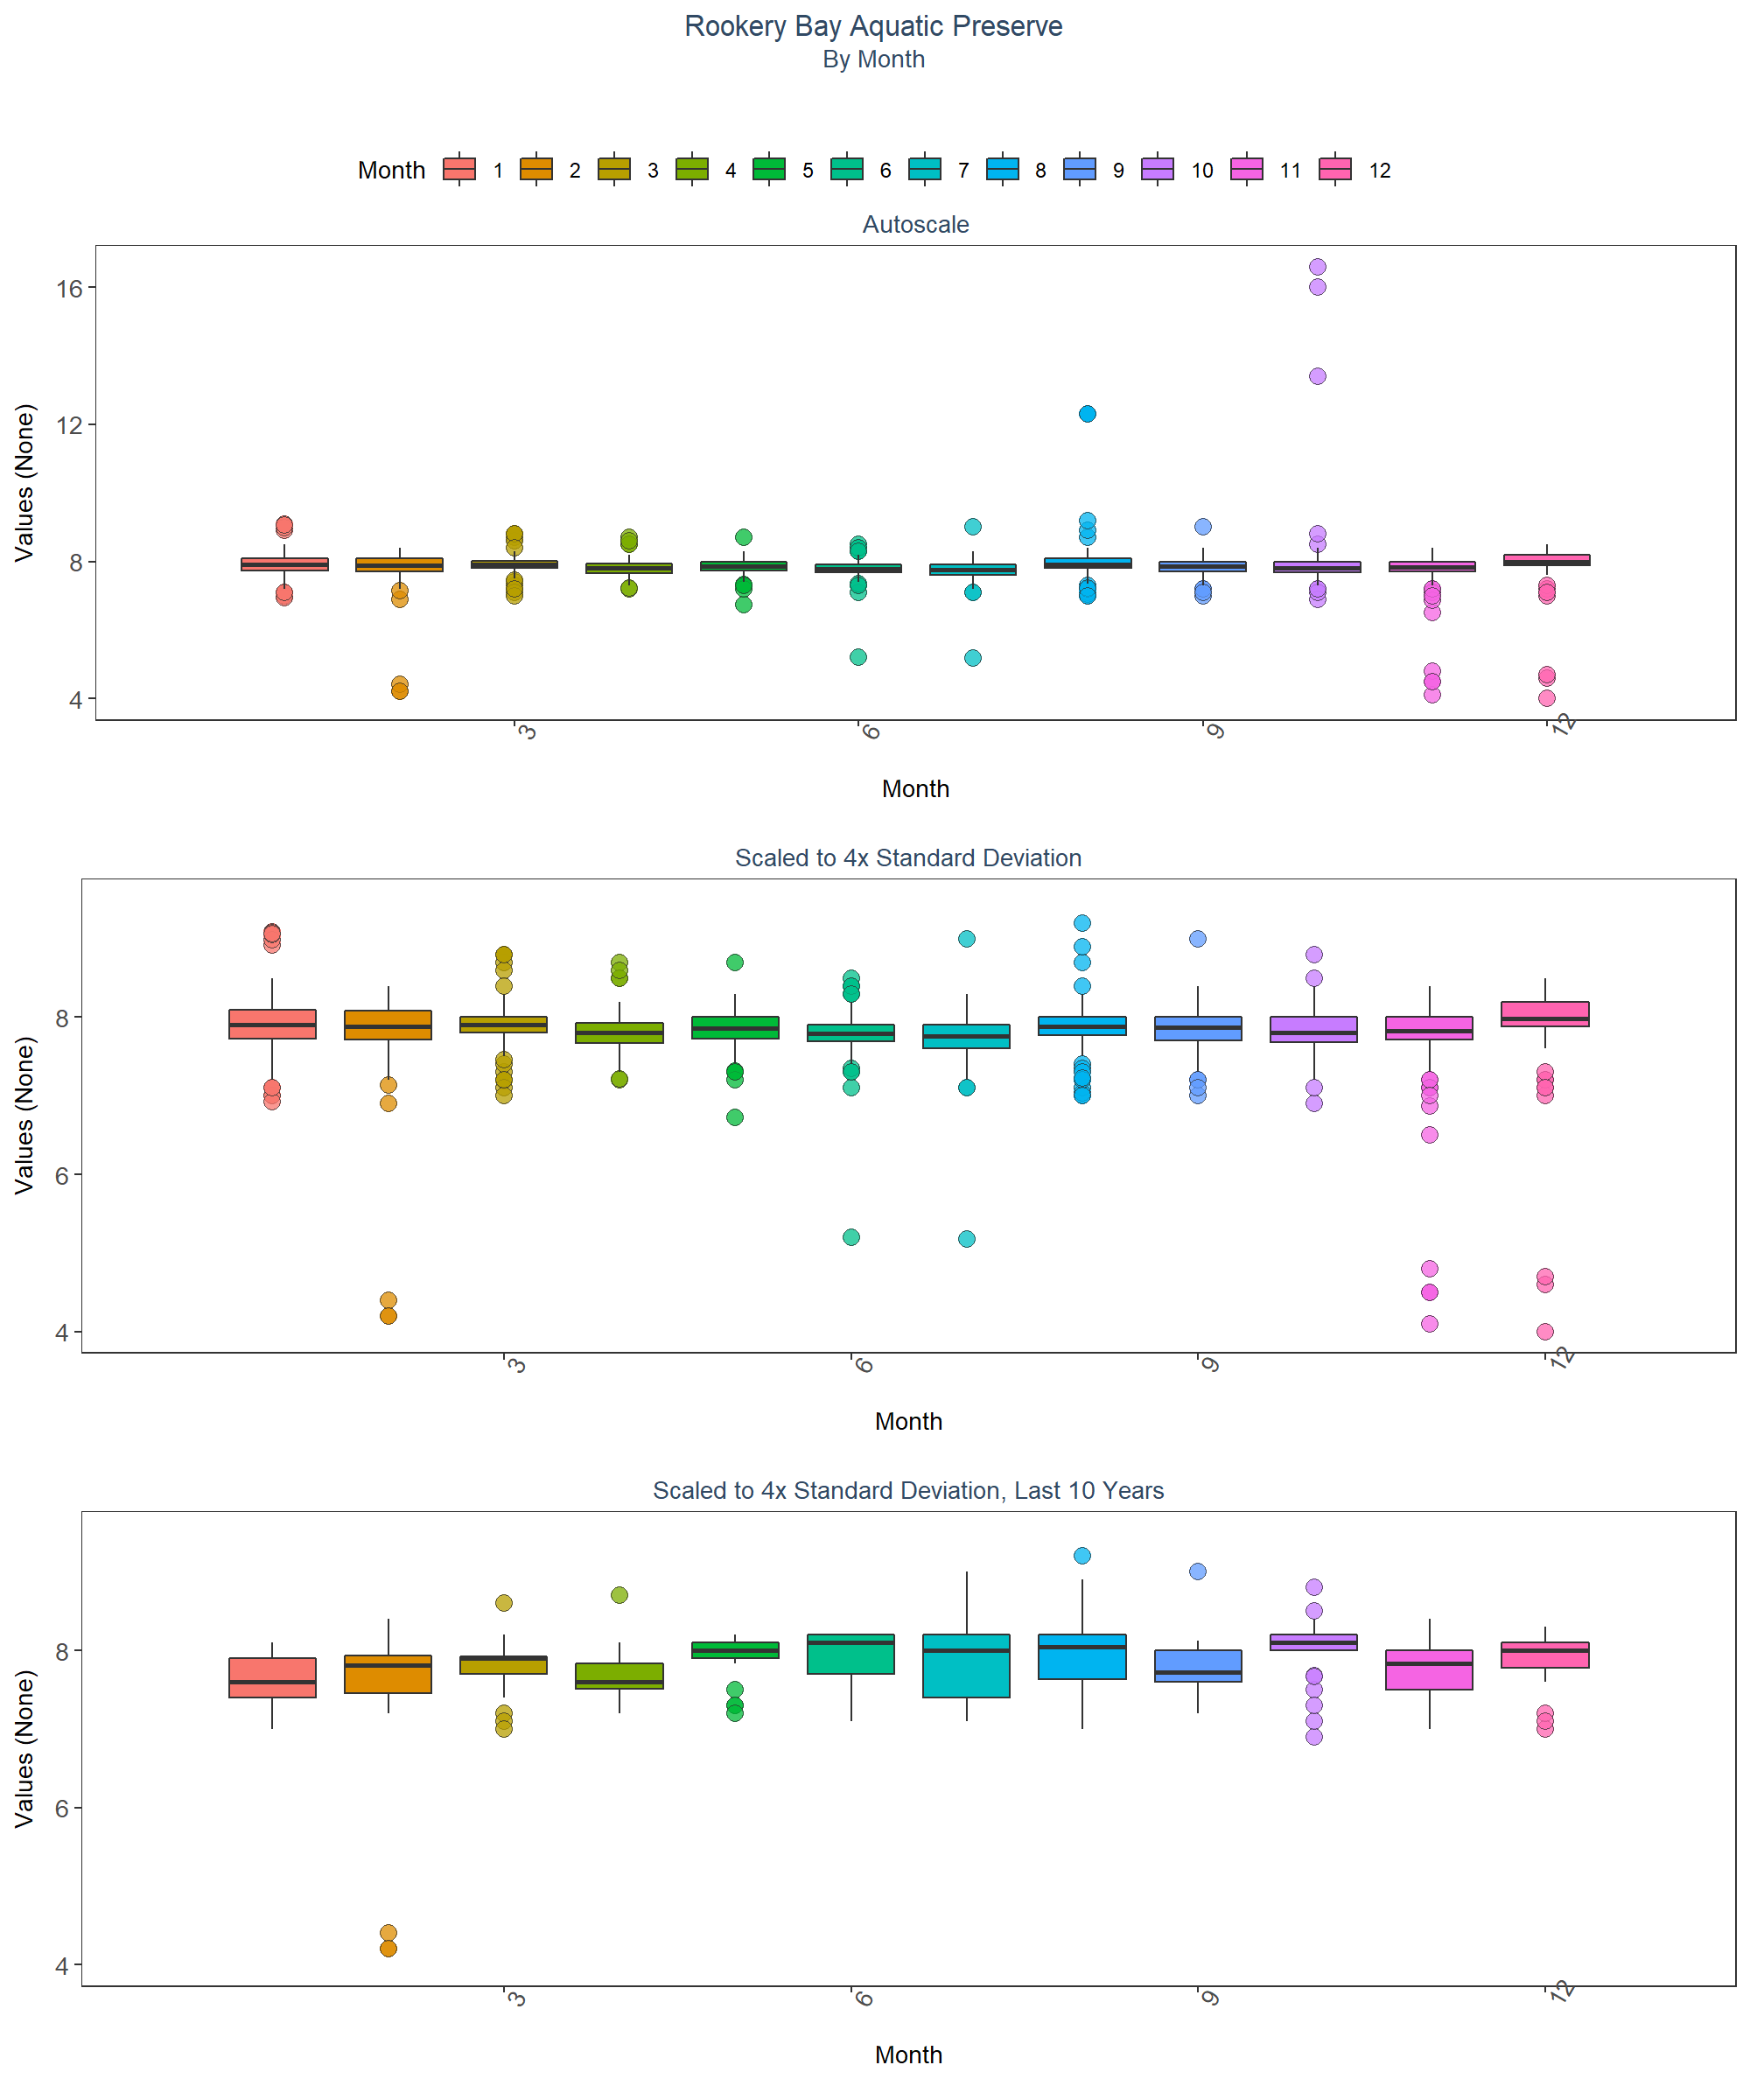 Rookery Bay Aquatic Preserve
By Month
Month 1 2 3 4 5 6 7 8 9 10 11 12
Autoscale
Values (None)
16
12
8
4
3 6 9 12
Month
Scaled to 4x Standard Deviation
Values (None)
8
6
4
3 6 9 12
Month
Scaled to 4x Standard Deviation, Last 10 Years
Values (None)
8
6
4
3 6 9 12
Month